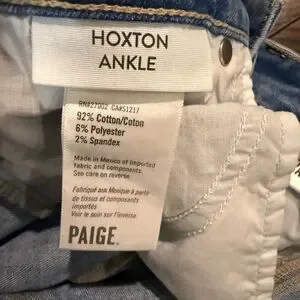 HOXTON
ANKLE
RN#27002 CA#51217
92% Cotton/Coton
6% Polyester
2% Spandex
Made in Mexico of imported
fabric and components.
See care on reverse.
Fabriqué aux Mexique à partir
de tissus et composants
importés
Voir le soin sur l'inverse
PAIGE.